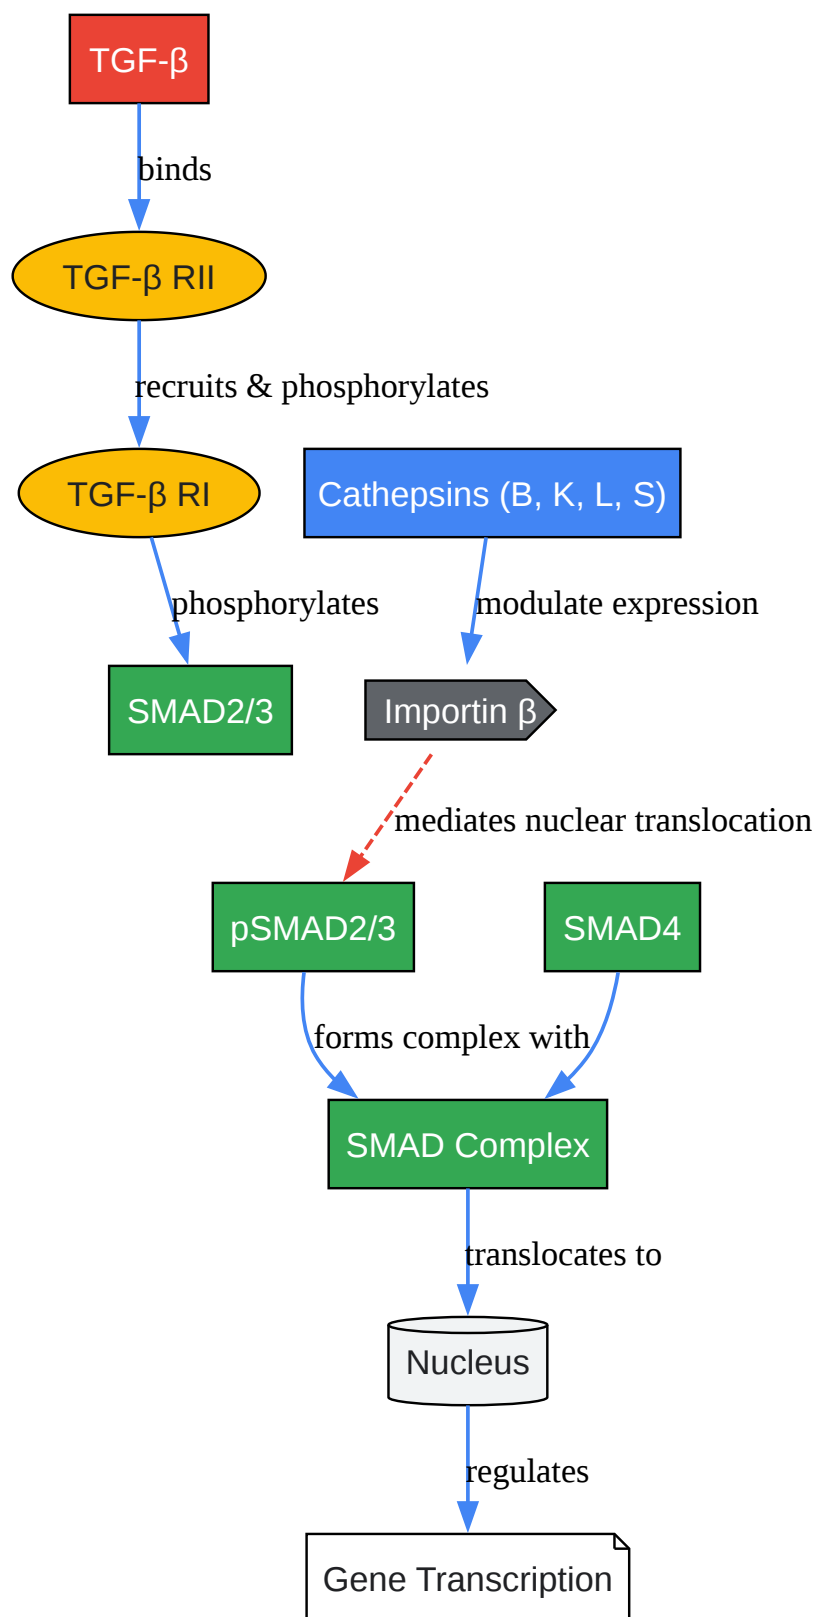 TGF-β
binds
TGF-β RII
recruits & phosphorylates
TGF-β RI
Cathepsins (B, K, L, S)
phosphorylates
modulate expression
SMAD2/3
Importin β
mediates nuclear translocation
pSMAD2/3
SMAD4
forms complex with
SMAD Complex
translocates to
Nucleus
regulates
Gene Transcription